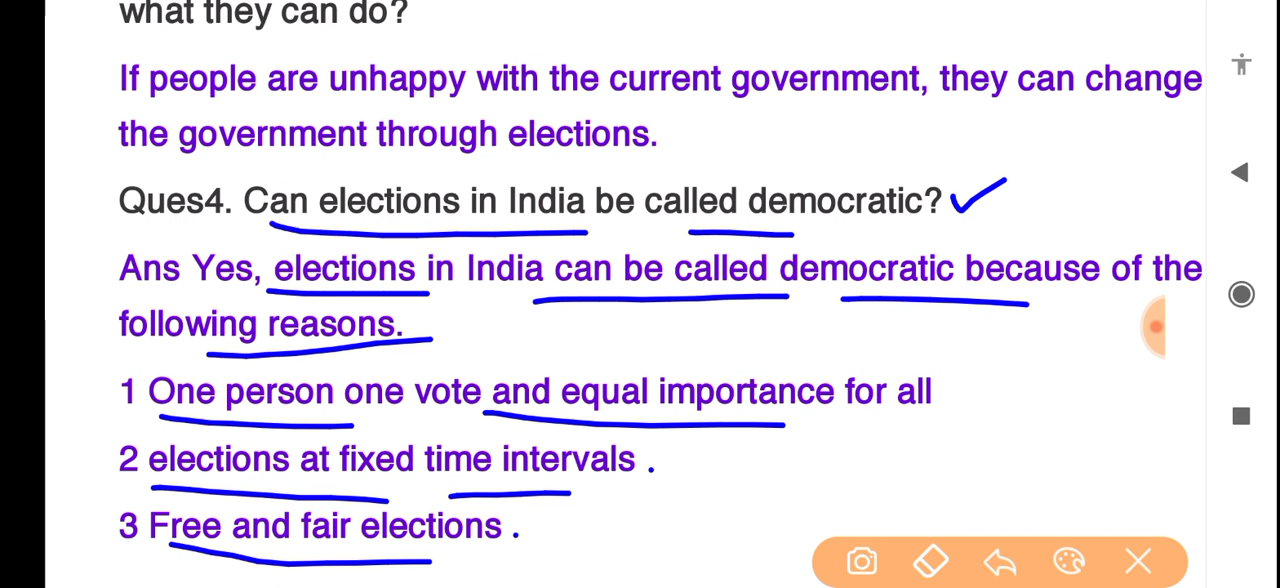 what they can do?
If people are unhappy with the current government, they can change
the government through elections.
Ques4. Can elections in India be called democratic?
Ans Yes, elections in India can be called democratic because of the
following reasons.
1 One person one vote and equal importance for all
2 elections at fixed time intervals .
3 Free and fair elections .